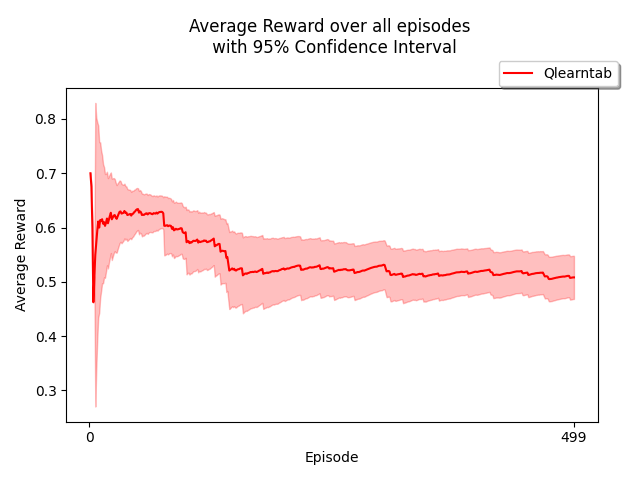 Average Reward over all episodes
with 95% Confidence Interval
Qlearntab
Average Reward
0.8
0.7
0.6
0.5
0.4
0.3
0
499
Episode